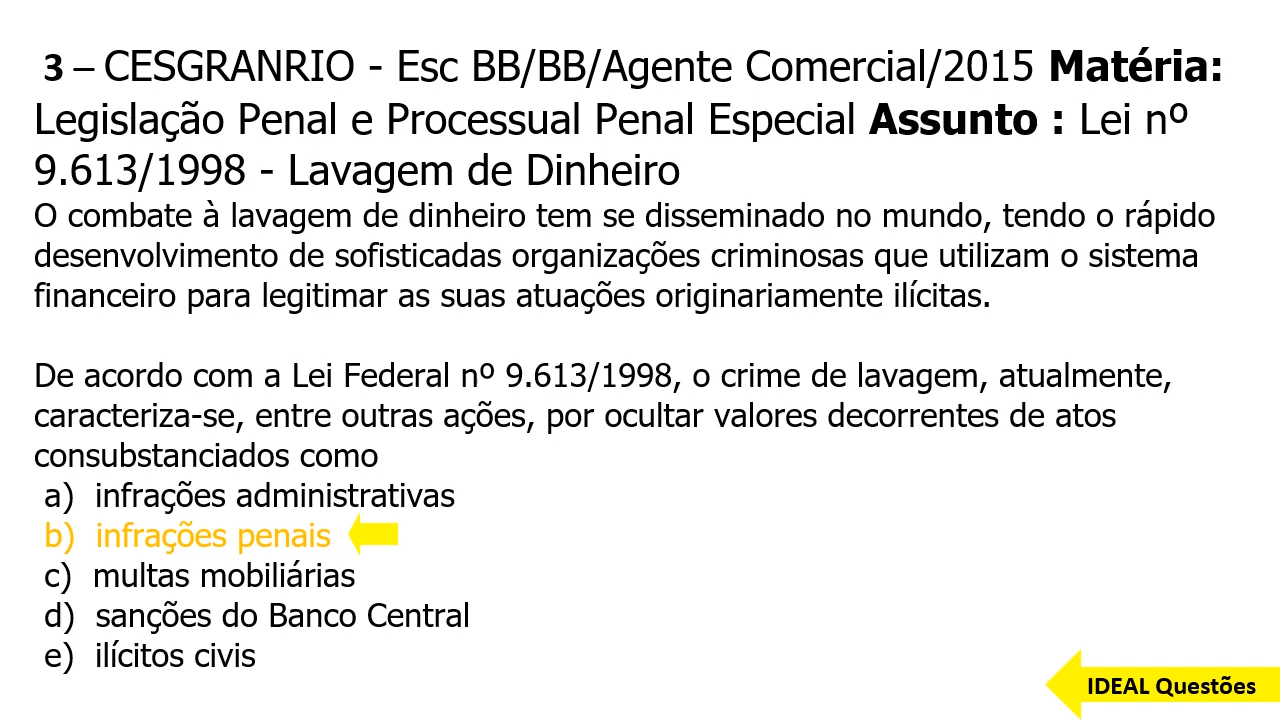 3 – CESGRANRIO - Esc BB/BB/Agente Comercial/2015 Matéria:
Legislação Penal e Processual Penal Especial Assunto : Lei nº
9.613/1998 - Lavagem de Dinheiro
O combate à lavagem de dinheiro tem se disseminado no mundo, tendo o rápido
desenvolvimento de sofisticadas organizações criminosas que utilizam o sistema
financeiro para legitimar as suas atuações originariamente ilícitas.
De acordo com a Lei Federal nº 9.613/1998, o crime de lavagem, atualmente,
caracteriza-se, entre outras ações, por ocultar valores decorrentes de atos
consubstanciados como
a) infrações administrativas
b) infrações penais
c) multas mobiliárias
d) sanções do Banco Central
e) ilícitos civis
IDEAL Questões